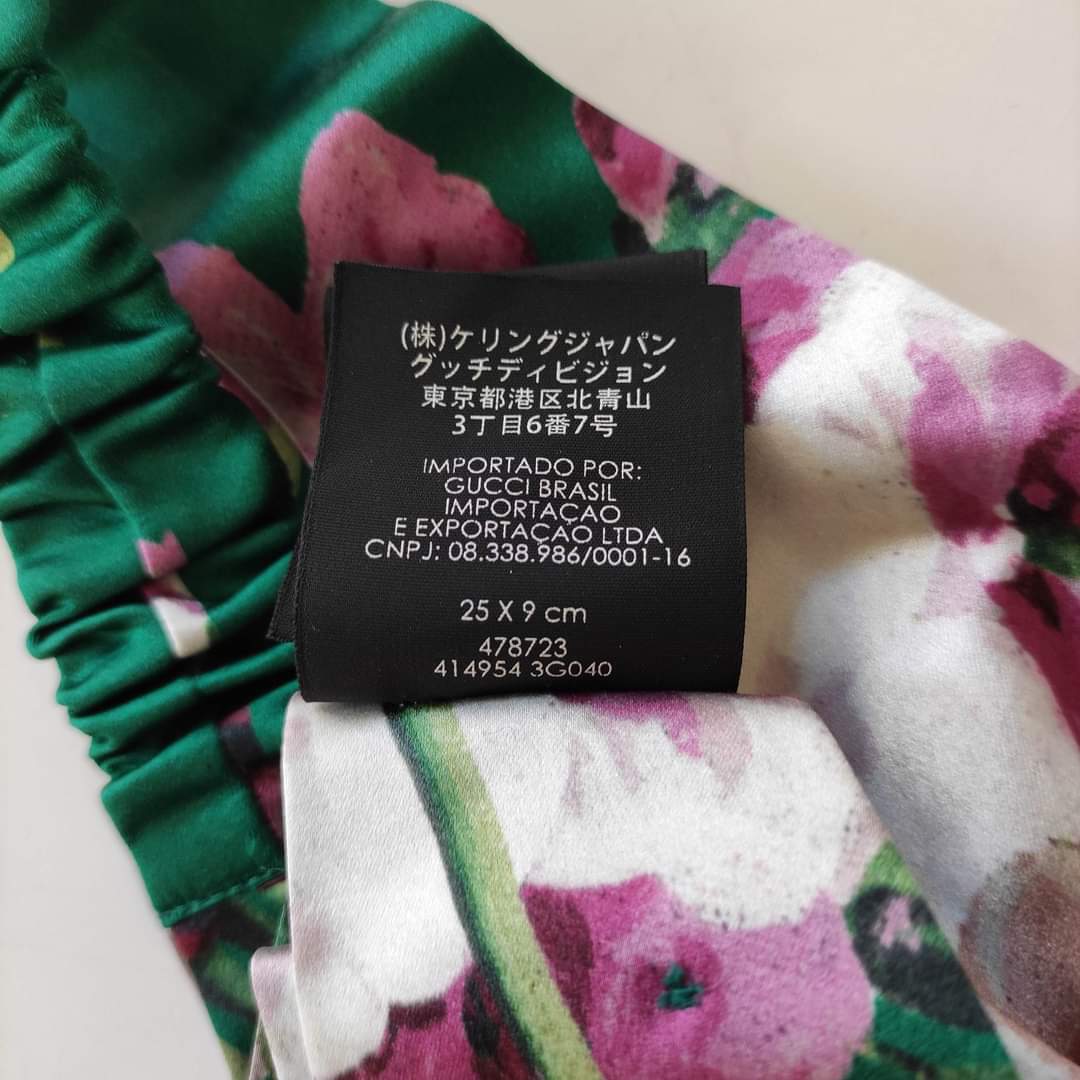 (株)ケリングジャパン
グッチディビジョン
東京都港区北青山
3丁目6番7号
IMPORTADO POR:
GUCCI BRASIL
IMPORTAÇAO
E EXPORTAÇAO LTDA
CNPJ: 08.338.986/0001-16
25 X 9 cm
478723
414954 3G040